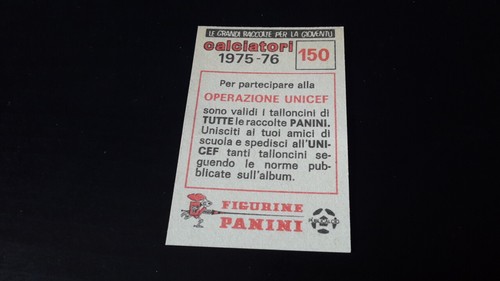 LE GRANDI RACCOLTE PER LA GIOVENTÙ
calciatori
1975-76
150
Per partecipare alla
OPERAZIONE UNICEF
sono validi i talloncini di
TUTTE le raccolte PANINI.
Unisciti ai tuoi amici di
scuola e spedisci all'UNI-
CEF tanti talloncini se-
guendo le norme pub-
blicate sull'album.
FIGURINE
PANINI